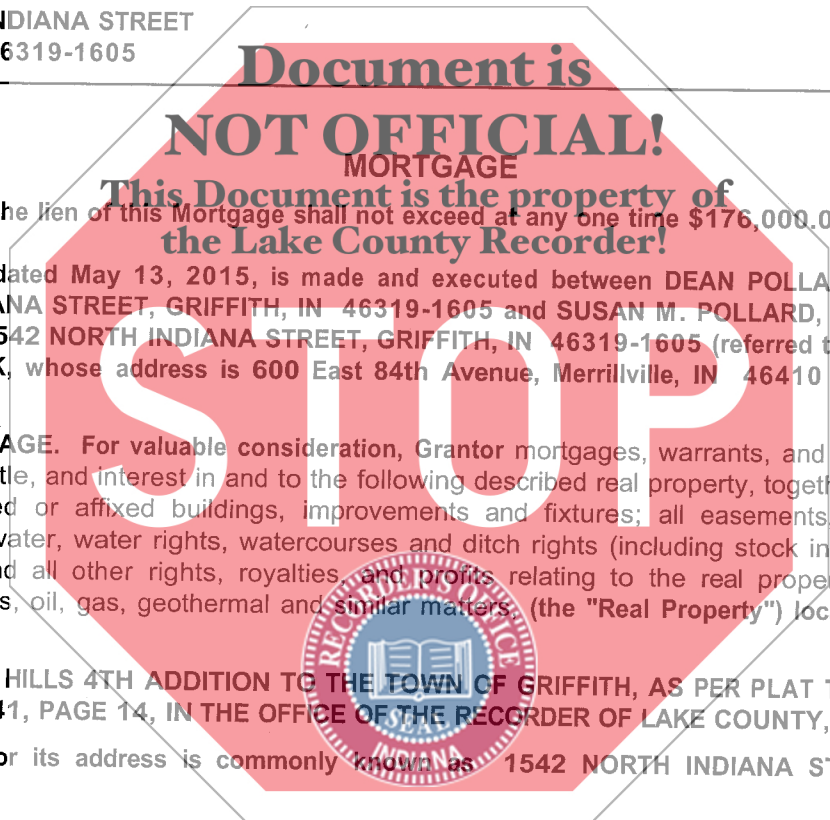 NDIANA STREET
6319-1605
Document is
NOT OFFICIAL!
MORTGAGE
This Document is the property of
he lien of this Mortgage shall not exceed at any one time $176,000.0
the Lake County Recorder!
dated May 13, 2015, is made and executed between DEAN POLLA
ANA STREET, GRIFFITH, IN 46319-1605 and SUSAN M. POLLARD,
542 NORTH INDIANA STREET, GRIFFITH, IN 46319-1605 (referred t
K, whose address is 600 East 84th Avenue, Merrillville, IN 46410
STOP
AGE. For valuable consideration, Grantor mortgages, warrants, and
tle, and interest in and to the following described real property, togeth
ed or affixed buildings, improvements and fixtures; all easements
vater, water rights, watercourses and ditch rights (including stock in
nd all other rights, royalties, and profits relating to the real proper
s, oil, gas, geothermal and similar matters, (the "Real Property") loc
RECORDER'S OFFICE
SEAL
INDIANA
HILLS 4TH ADDITION TO THE TOWN OF GRIFFITH, AS PER PLAT T
41, PAGE 14, IN THE OFFICE OF THE RECORDER OF LAKE COUNTY,
or its address is commonly known as 1542 NORTH INDIANA ST